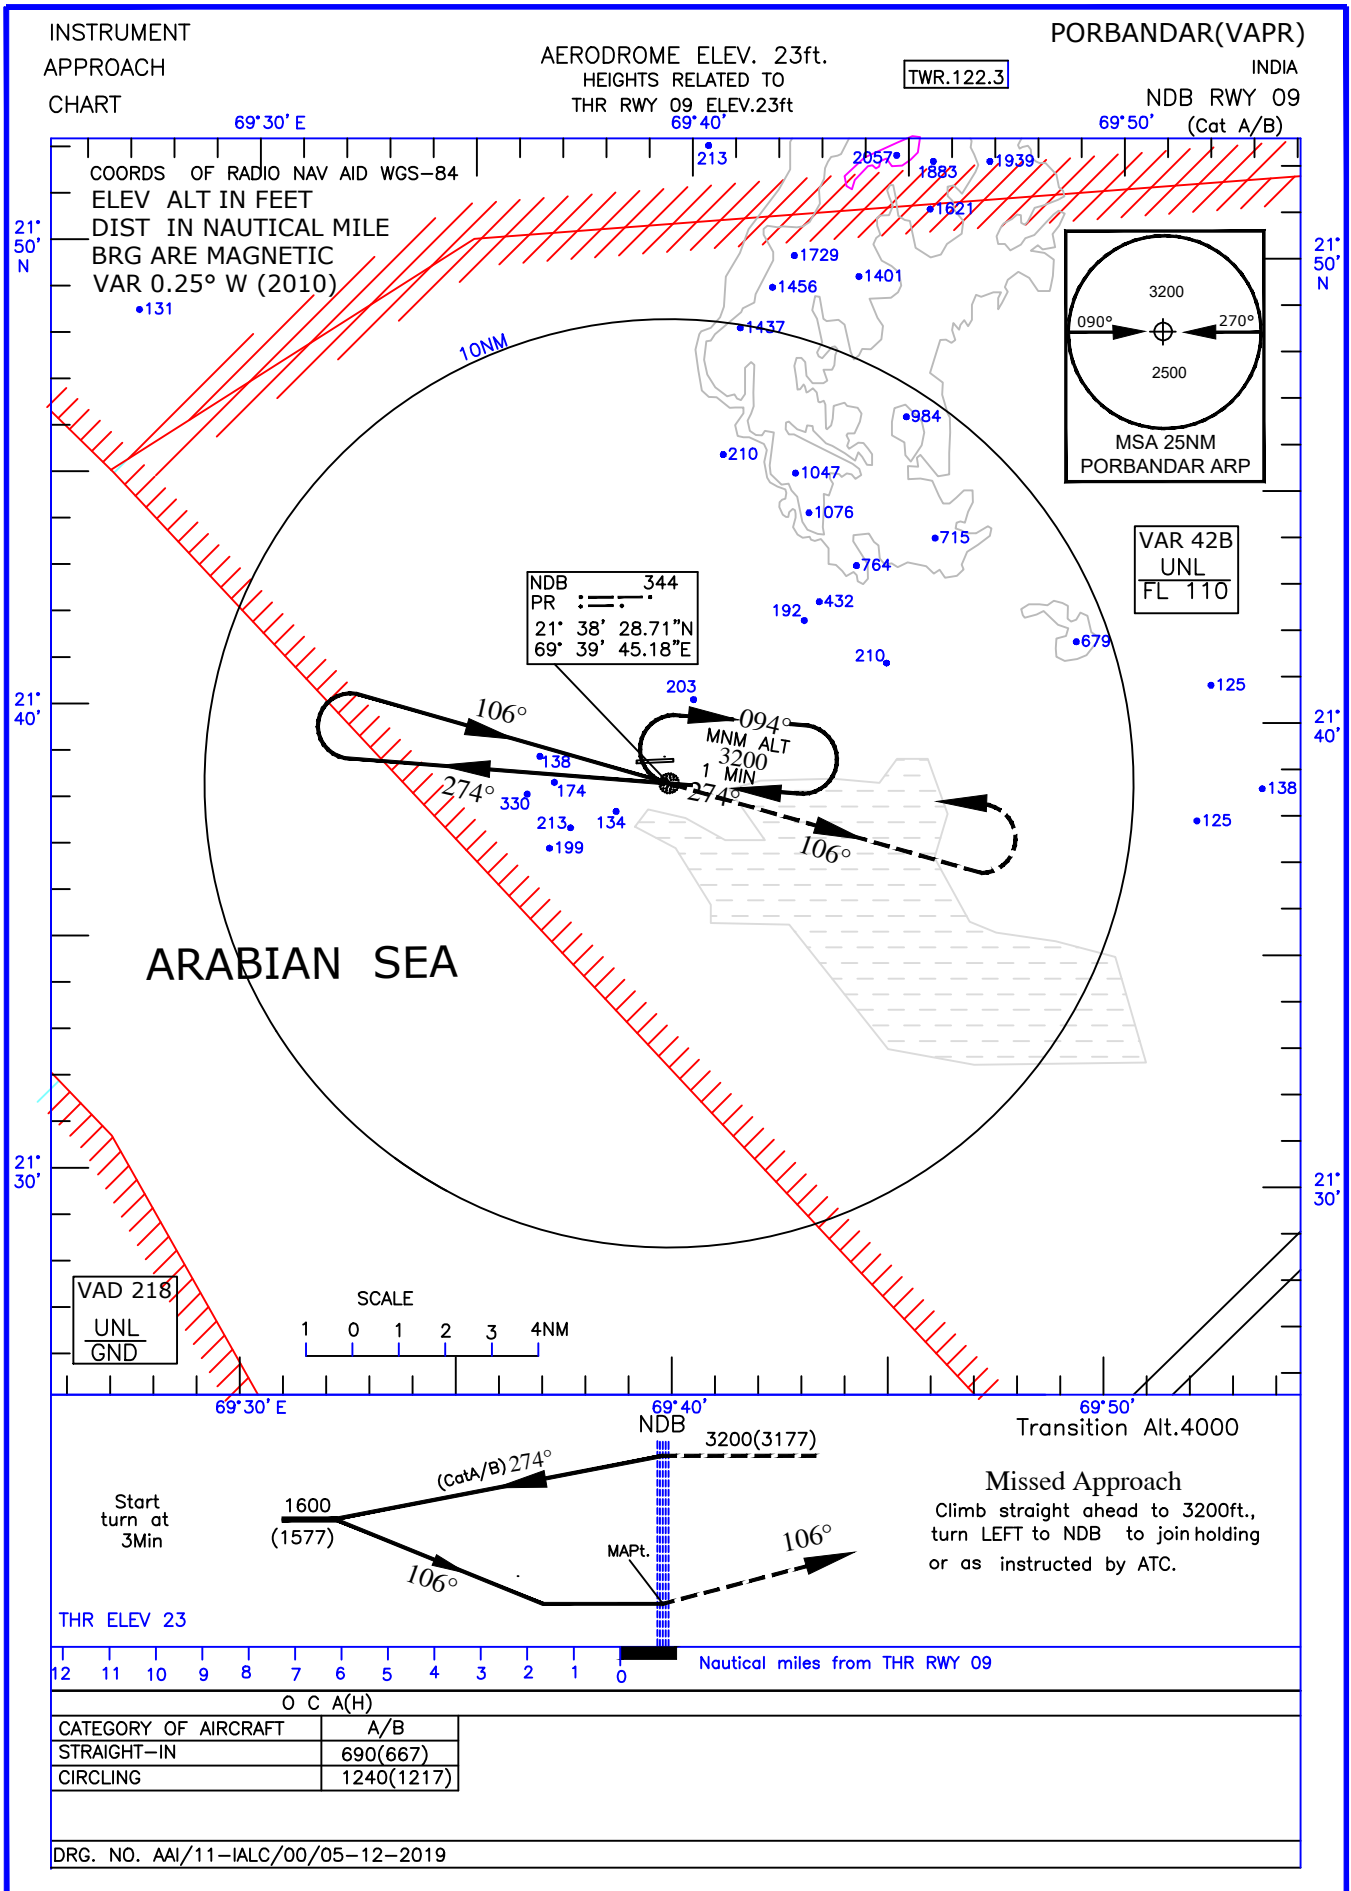 INSTRUMENT
APPROACH
CHART
AERODROME ELEV. 23ft.
HEIGHTS RELATED TO
THR RWY 09 ELEV.23ft
TWR.122.3
PORBANDAR(VAPR)
INDIA
NDB RWY 09
(Cat A/B)
69°30' E
69°40'
69°50'
COORDS OF RADIO NAV AID WGS-84
ELEV ALT IN FEET
DIST IN NAUTICAL MILE
BRG ARE MAGNETIC
VAR 0.25° W (2010)
21°
50'
N
21°
50'
N
213
2057
1883
1939
1621
1729
1401
1456
1437
131
10NM
3200
090°
270°
2500
MSA 25NM
PORBANDAR ARP
984
210
1047
1076
715
764
432
192
210
679
125
203
VAR 42B
UNL
FL 110
NDB 344
PR
21° 38' 28.71"N
69° 39' 45.18"E
21°
40'
21°
40'
106°
274°
094°
MNM ALT
3200
1 MIN
274°
106°
138
174
330
213
134
199
138
125
ARABIAN SEA
21°
30'
21°
30'
VAD 218
UNL
GND
SCALE
1 0 1 2 3 4NM
69°30' E
69°40'
69°50'
NDB
Transition Alt.4000
3200(3177)
(CatA/B) 274°
1600
(1577)
Start
turn at
3Min
106°
MAPt.
106°
Missed Approach
Climb straight ahead to 3200ft.,
turn LEFT to NDB to join holding
or as instructed by ATC.
THR ELEV 23
12 11 10 9 8 7 6 5 4 3 2 1 0
Nautical miles from THR RWY 09
O C A(H)
CATEGORY OF AIRCRAFT A/B
STRAIGHT-IN 690(667)
CIRCLING 1240(1217)
DRG. NO. AAI/11-IALC/00/05-12-2019